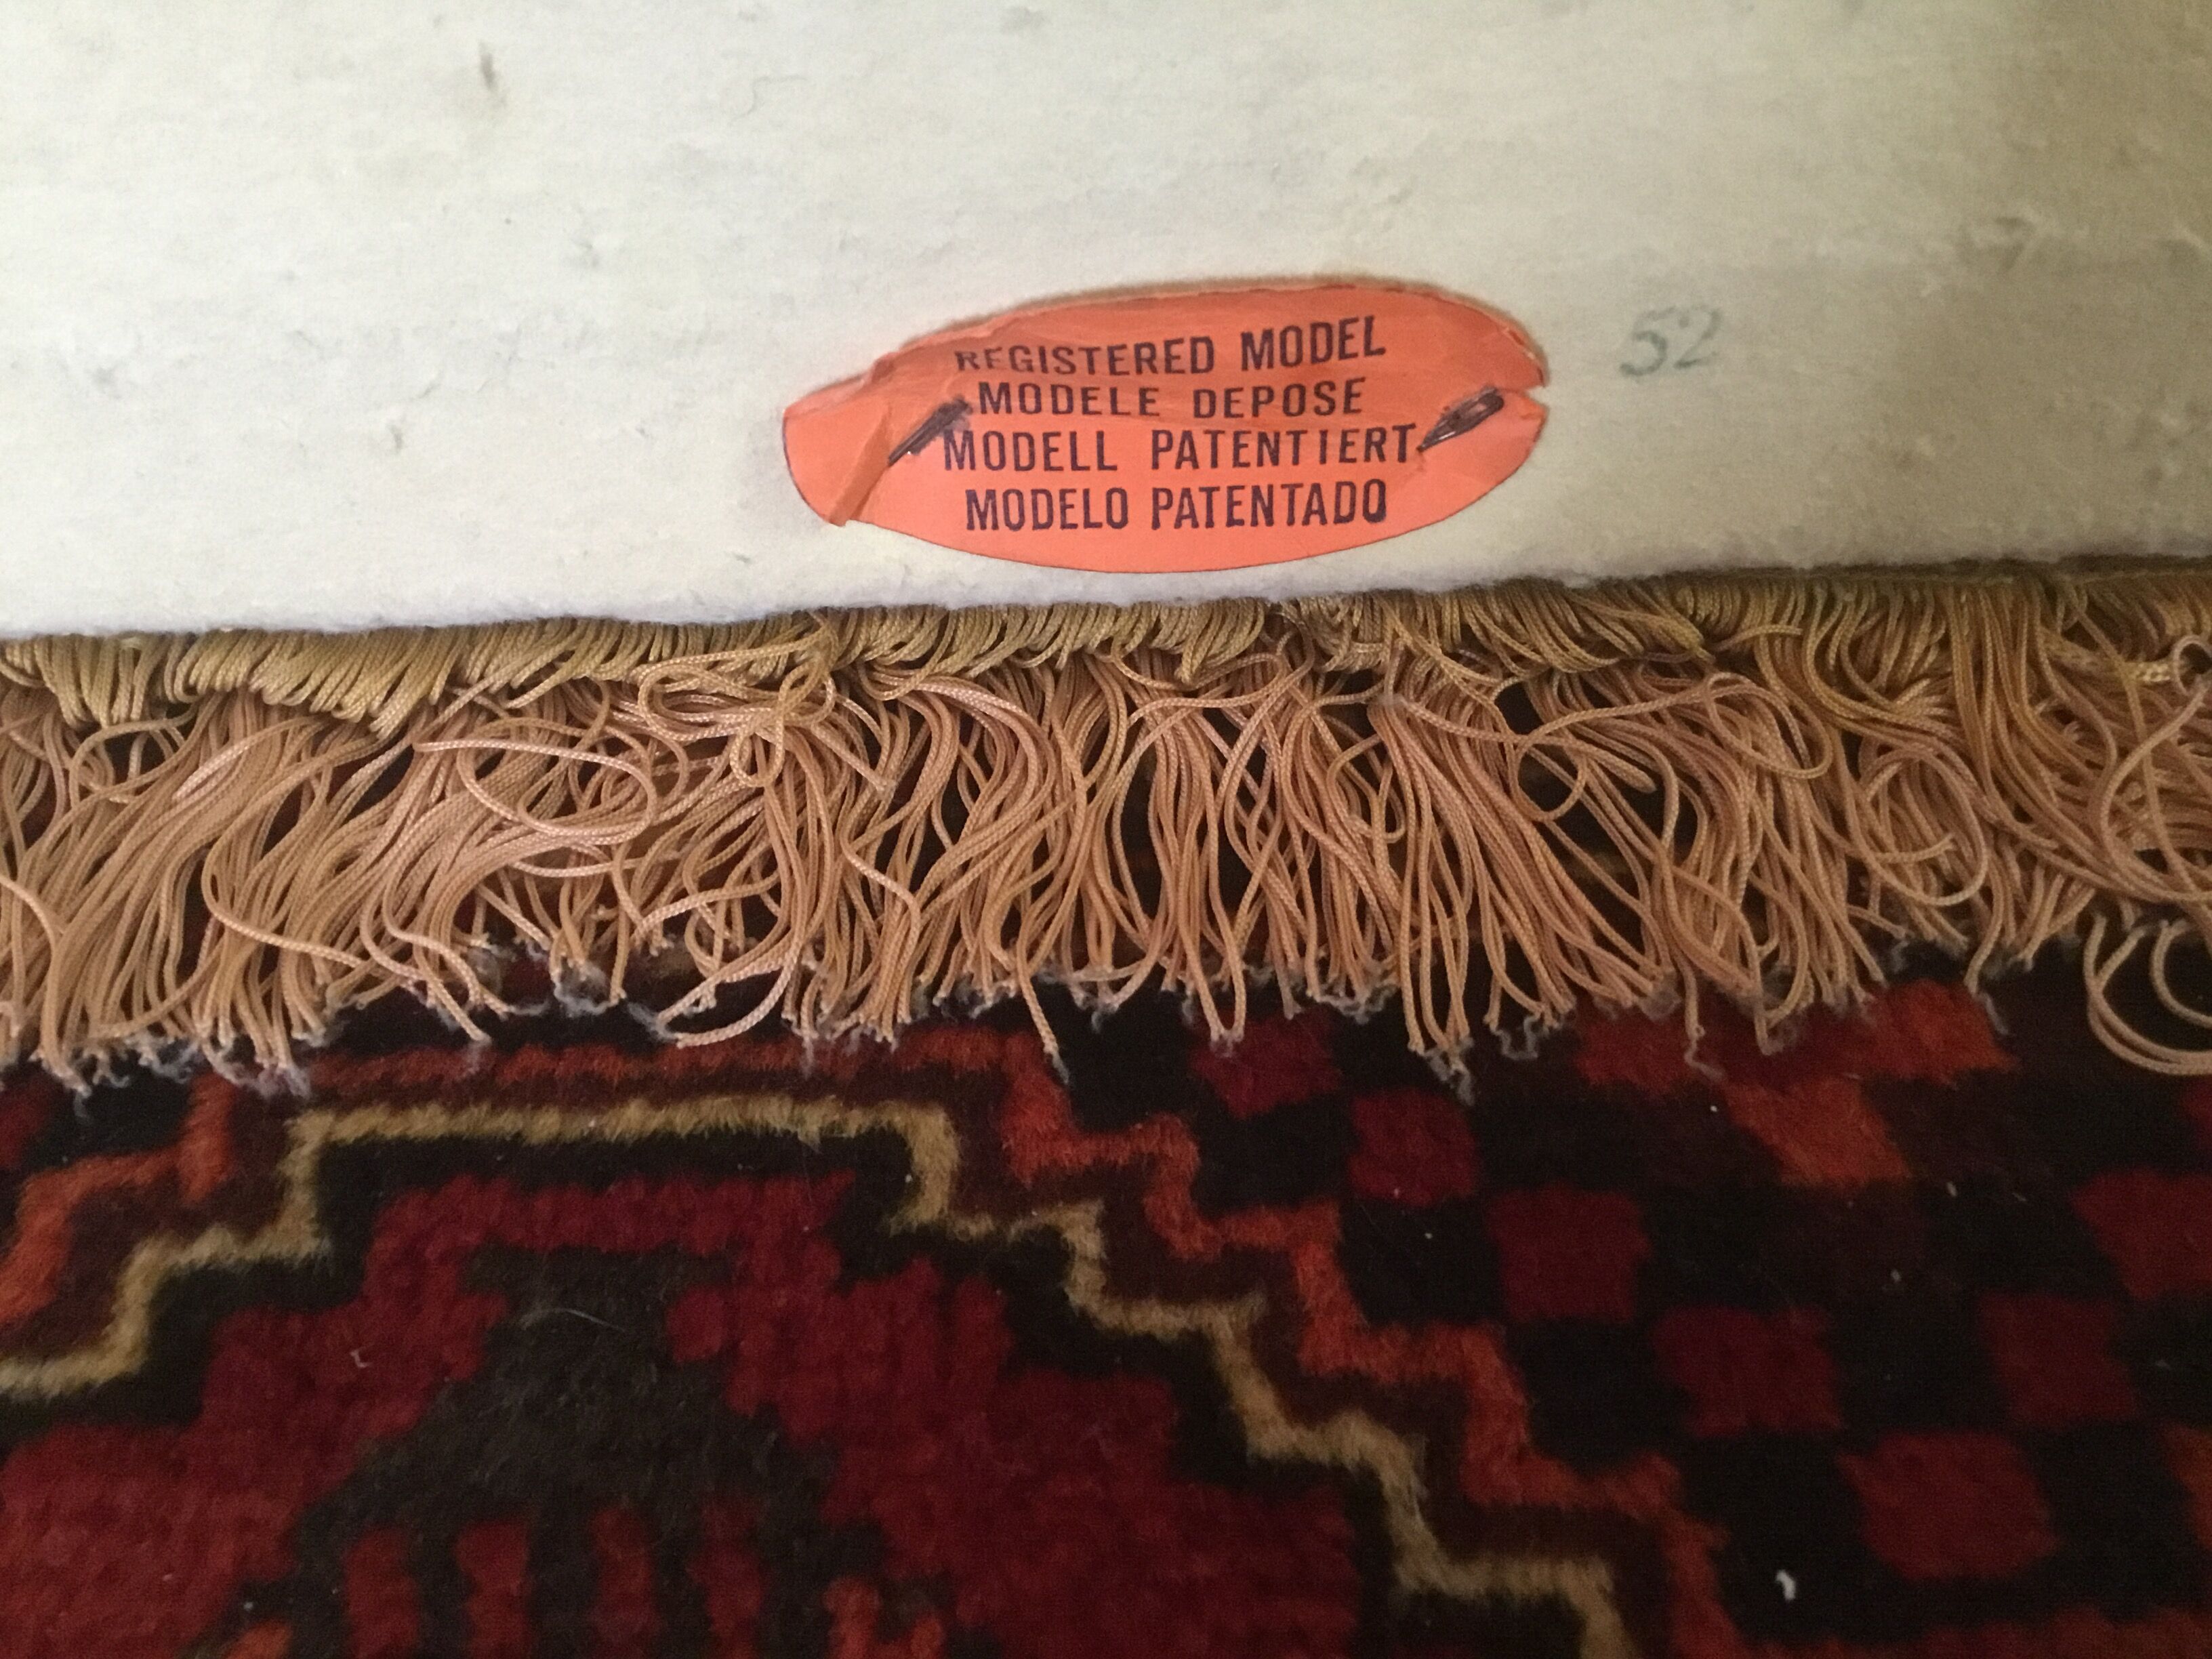 REGISTERED MODEL
MODELE DEPOSE
MODELL PATENTIERT
MODELO PATENTADO
52